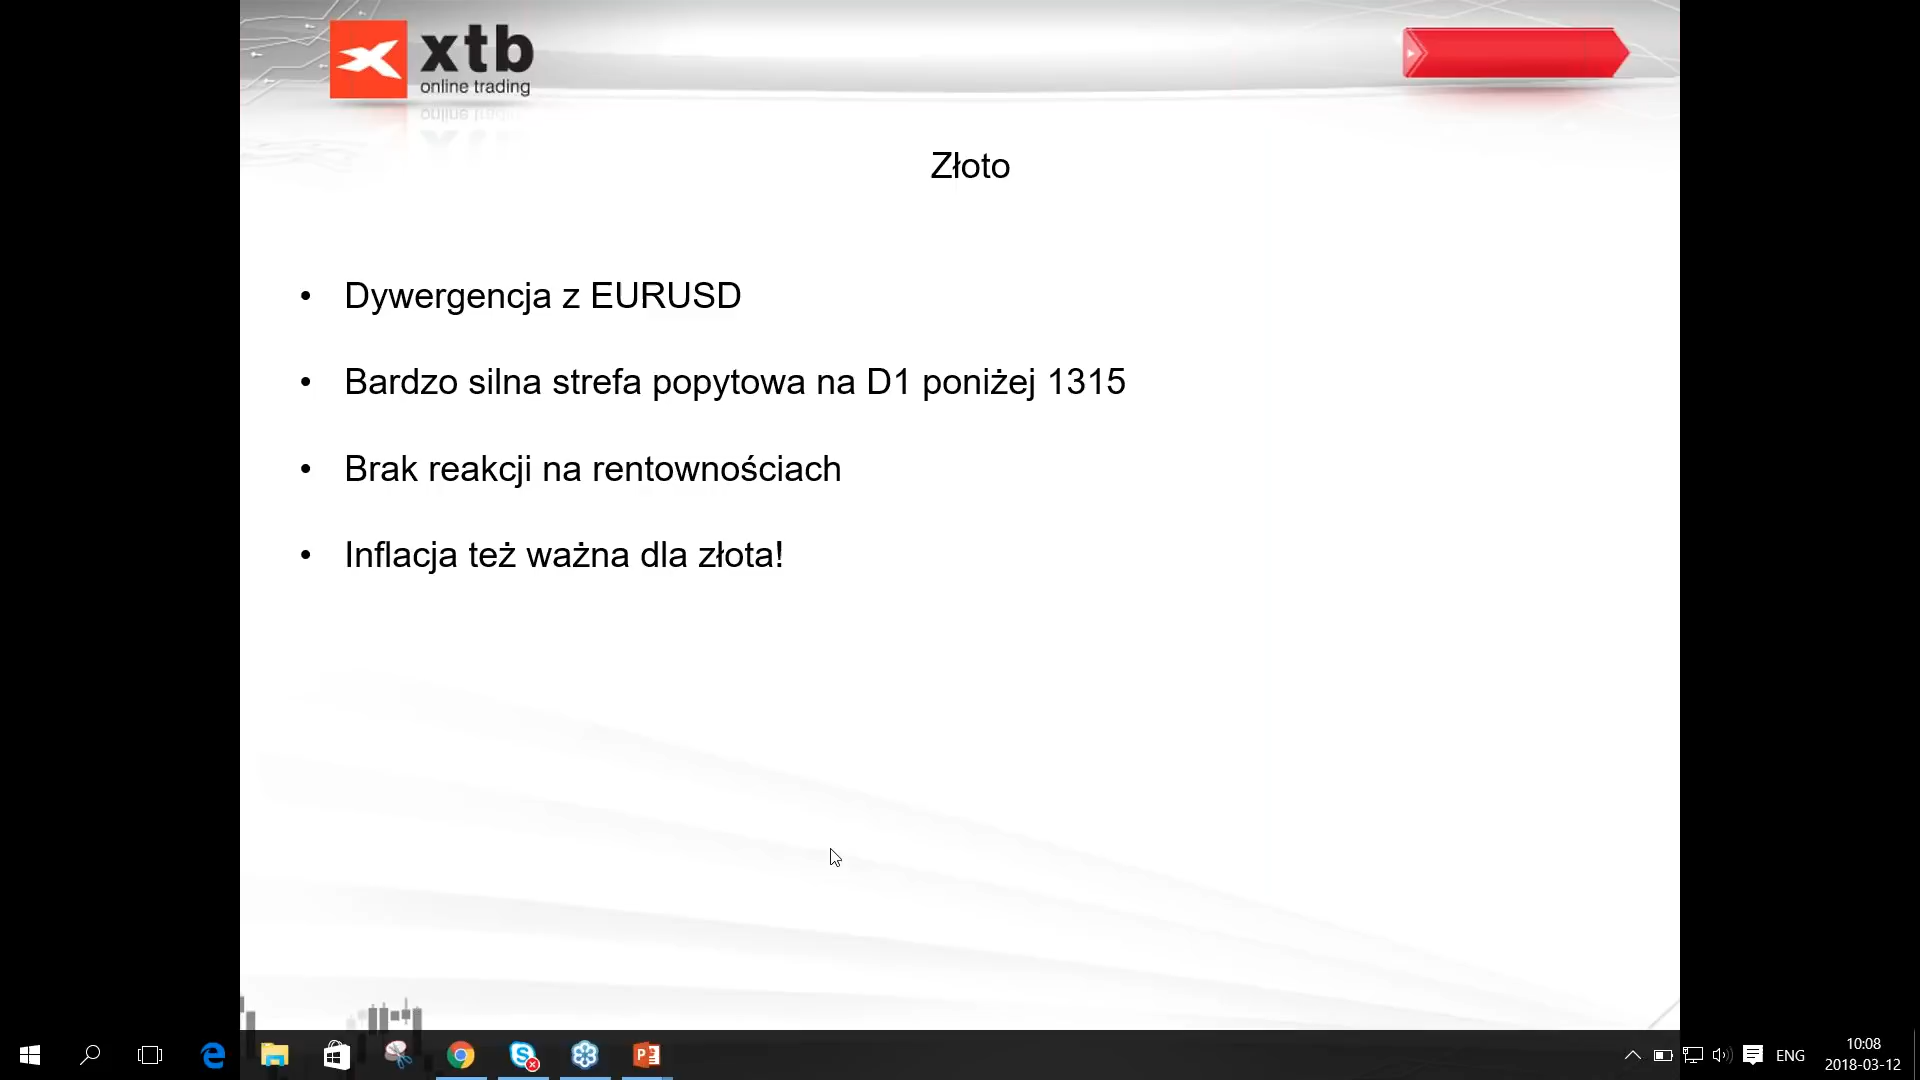 xtb
online trading
Złoto
• Dywergencja z EURUSD
• Bardzo silna strefa popytowa na D1 poniżej 1315
• Brak reakcji na rentownościach
• Inflacja też ważna dla złota!
ENG
10:08
2018-03-12